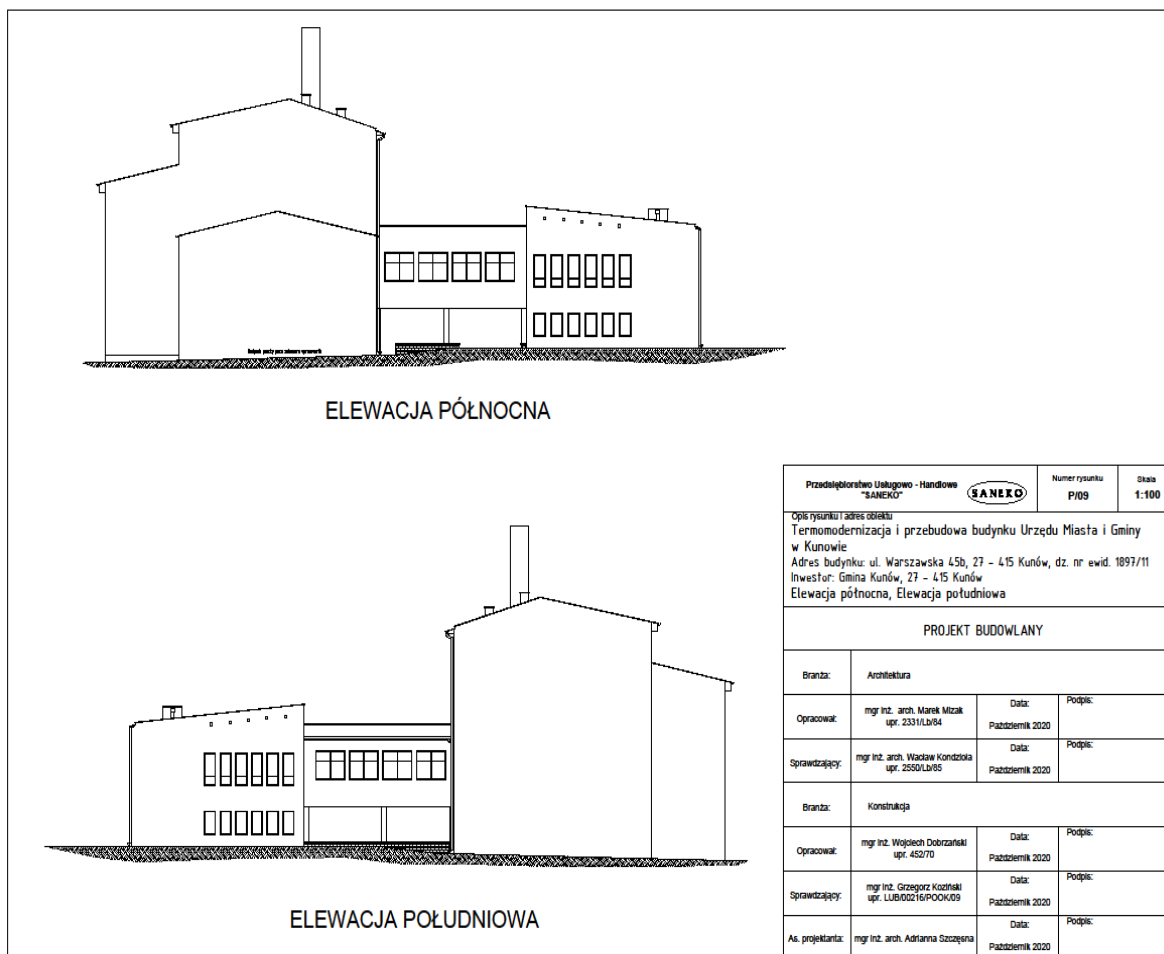 ELEWACJA PÓŁNOCNA
ELEWACJA POŁUDNIOWA
Przedsiębiorstwo Usługowo - Handlowe
"SANEKO"
SANEKO
Numer rysunku
P/09
Skala
1:100
Opis rysunku i adres obiektu
Termomodernizacja i przebudowa budynku Urzędu Miasta i Gminy
w Kunowie
Adres budynku: ul. Warszawska 45b, 27 - 415 Kunów, dz. nr ewid. 1897/11
Inwestor: Gmina Kunów, 27 - 415 Kunów
Elewacja północna, Elewacja południowa
PROJEKT BUDOWLANY
Branża:
Architektura
Opracował:
mgr inż. arch. Marek Mizak
upr. 2331/Lb/84
Data:
Październik 2020
Podpis:
Sprawdzający:
mgr inż. arch. Wacław Kondzioła
upr. 2550/Lb/85
Data:
Październik 2020
Podpis:
Branża:
Konstrukcja
Opracował:
mgr inż. Wojciech Dobrzański
upr. 452/70
Data:
Październik 2020
Podpis:
Sprawdzający:
mgr inż. Grzegorz Koziński
upr. LUB/00216/POOK/09
Data:
Październik 2020
Podpis:
As. projektanta:
mgr inż. arch. Adrianna Szczęsna
Data:
Październik 2020
Podpis: